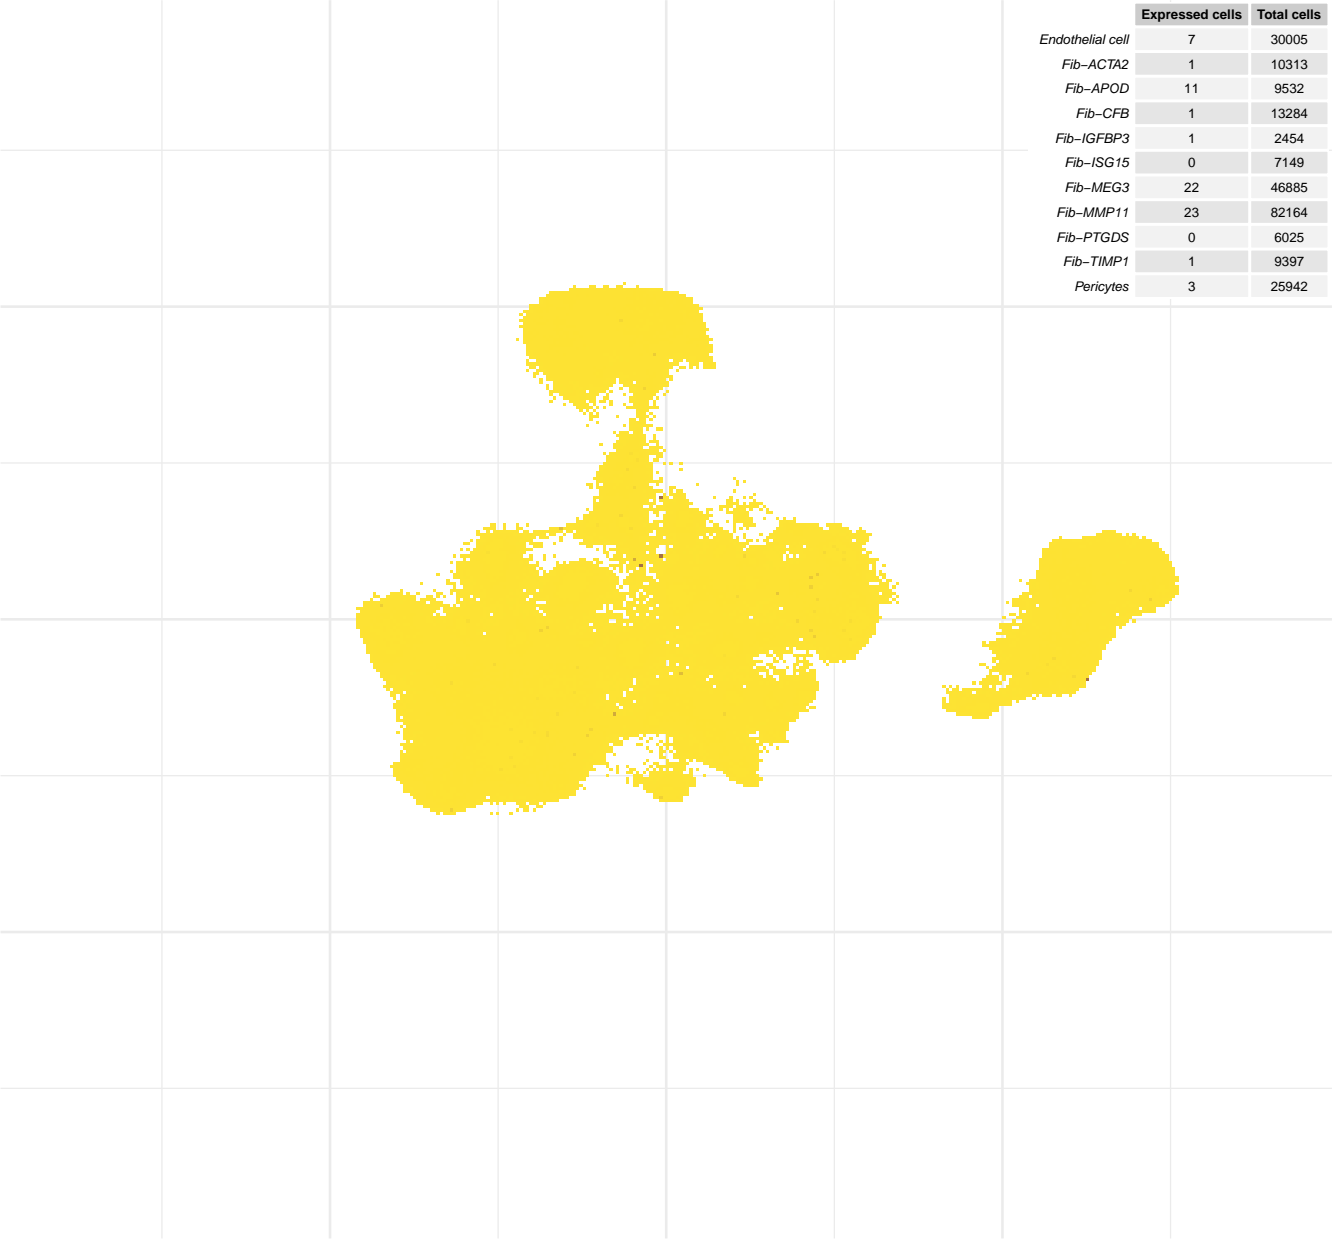 Expressed cells Total cells
Endothelial cell 7 30005
Fib−ACTA2 1 10313
Fib−APOD 11 9532
Fib−CFB 1 13284
Fib−IGFBP3 1 2454
Fib−ISG15 0 7149
Fib−MEG3 22 46885
Fib−MMP11 23 82164
Fib−PTGDS 0 6025
Fib−TIMP1 1 9397
Pericytes 3 25942